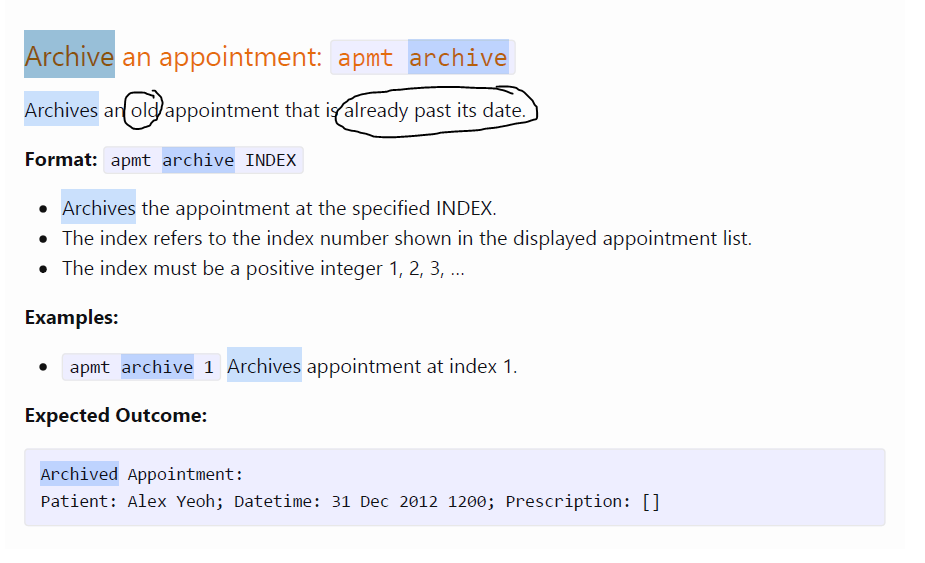 Archive an appointment: apmt archive
Archives an old appointment that is already past its date.
Format: apmt archive INDEX
• Archives the appointment at the specified INDEX.
• The index refers to the index number shown in the displayed appointment list.
• The index must be a positive integer 1, 2, 3, …
Examples:
• apmt archive 1 Archives appointment at index 1.
Expected Outcome:
Archived Appointment:
Patient: Alex Yeoh; Datetime: 31 Dec 2012 1200; Prescription: []